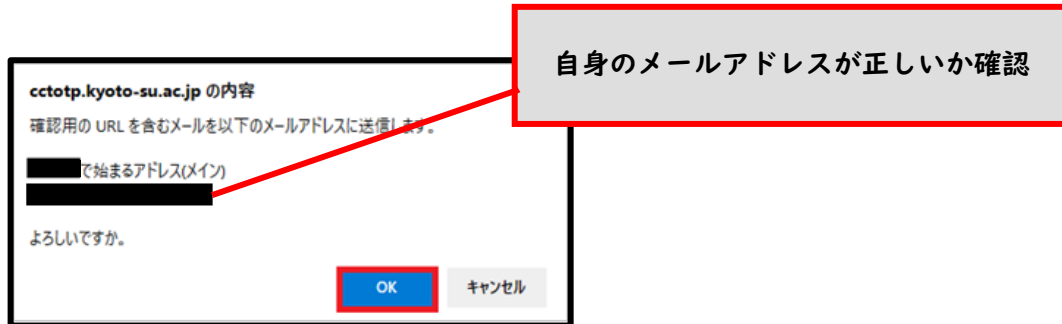 自身のメールアドレスが正しいか確認
cctotp.kyoto-su.ac.jp の内容
確認用の URL を含むメールを以下のメールアドレスに送信します。
で始まるアドレス(メイン)
よろしいですか。
OK
キャンセル